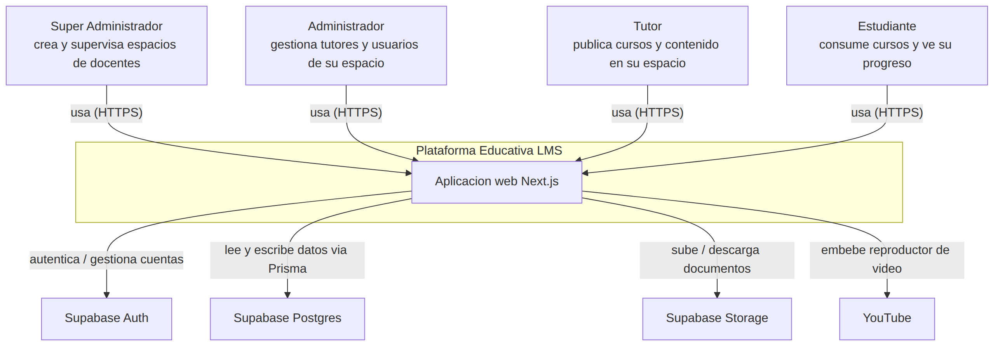 Super Administrador
crea y supervisa espacios
de docentes
Administrador
gestiona tutores y usuarios
de su espacio
Tutor
publica cursos y contenido
en su espacio
Estudiante
consume cursos y ve su
progreso
usa (HTTPS)
usa (HTTPS)
usa (HTTPS)
usa (HTTPS)
Plataforma Educativa LMS
Aplicacion web Next.js
autentica / gestiona cuentas
lee y escribe datos via
Prisma
sube / descarga
documentos
embebe reproductor de
video
Supabase Auth
Supabase Postgres
Supabase Storage
YouTube